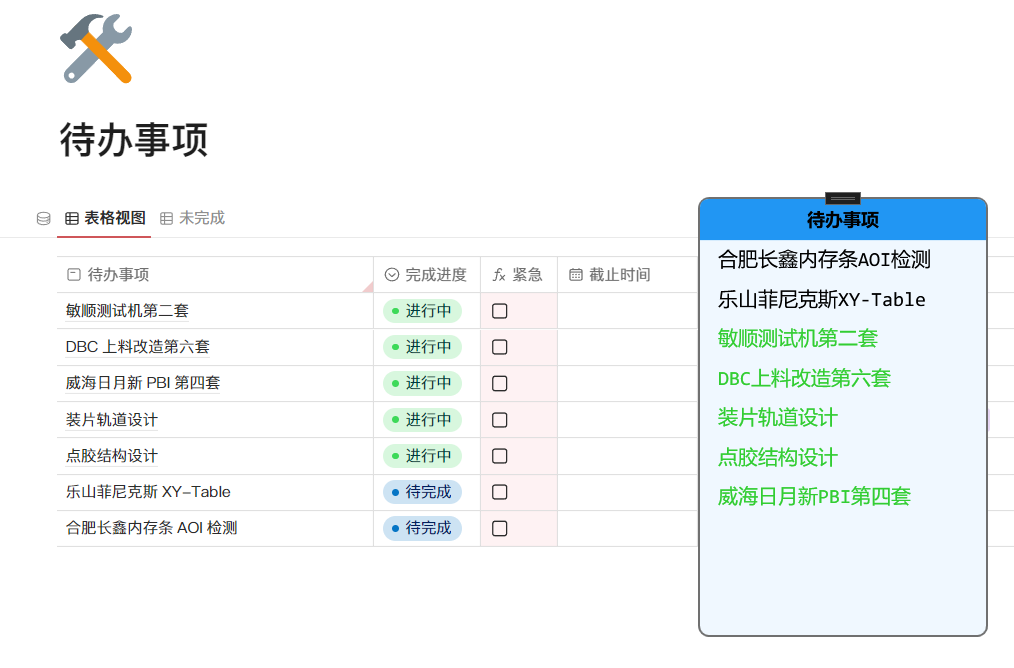 待办事项
表格视图 未完成
待办事项 完成进度 fx 紧急 截止时间
敏顺测试机第二套 进行中
DBC 上料改造第六套 进行中
威海日月新 PBI 第四套 进行中
装片轨道设计 进行中
点胶结构设计 进行中
乐山菲尼克斯 XY-Table 待完成
合肥长鑫内存条 AOI 检测 待完成
待办事项
合肥长鑫内存条AOI检测
乐山菲尼克斯XY-Table
敏顺测试机第二套
DBC上料改造第六套
装片轨道设计
点胶结构设计
威海日月新PBI第四套